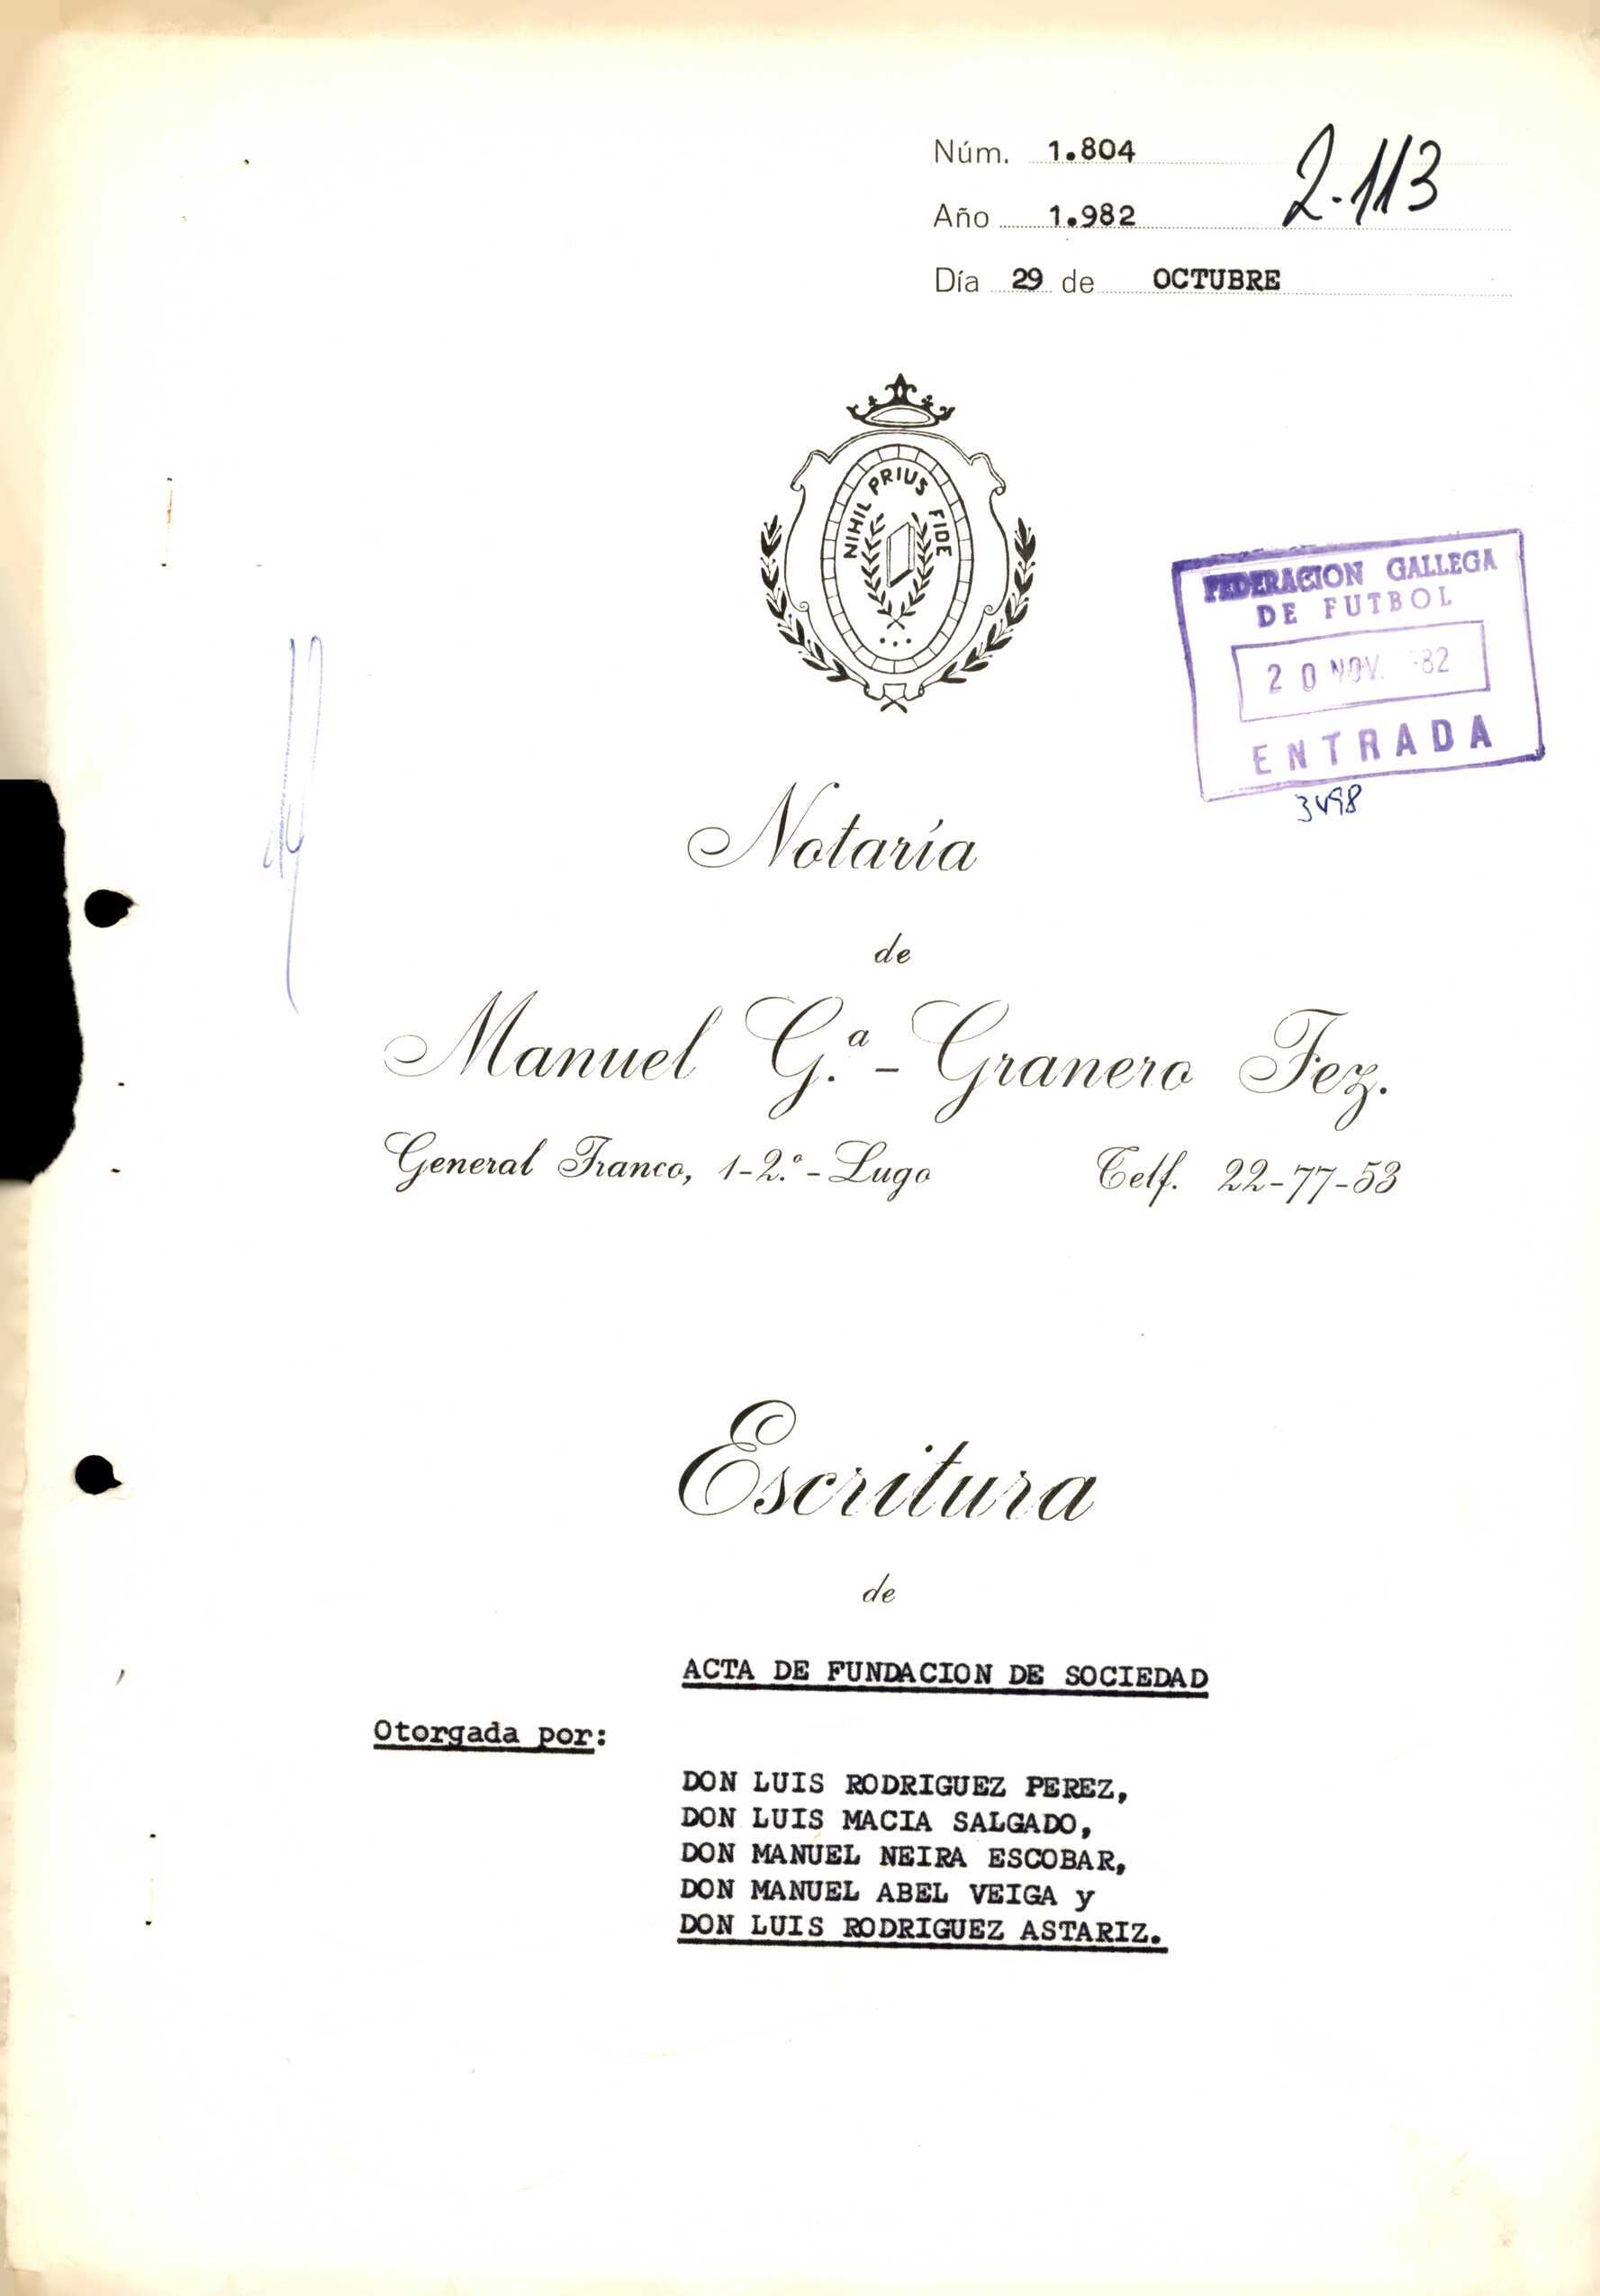 Núm. 1.804
2-113
Año 1.982
Día 29 de OCTUBRE
NIHIL PRIUS FIDE
FEDERACION GALLEGA
DE FUTBOL
20 NOV. 82
ENTRADA
3498
Notaría
de
Manuel G.ª-Granero Fez.
General Franco, 1-2.º-Lugo Telf. 22-77-53
Escritura
de
ACTA DE FUNDACION DE SOCIEDAD
Otorgada por:
DON LUIS RODRIGUEZ PEREZ,
DON LUIS MACIA SALGADO,
DON MANUEL NEIRA ESCOBAR,
DON MANUEL ABEL VEIGA y
DON LUIS RODRIGUEZ ASTARIZ.